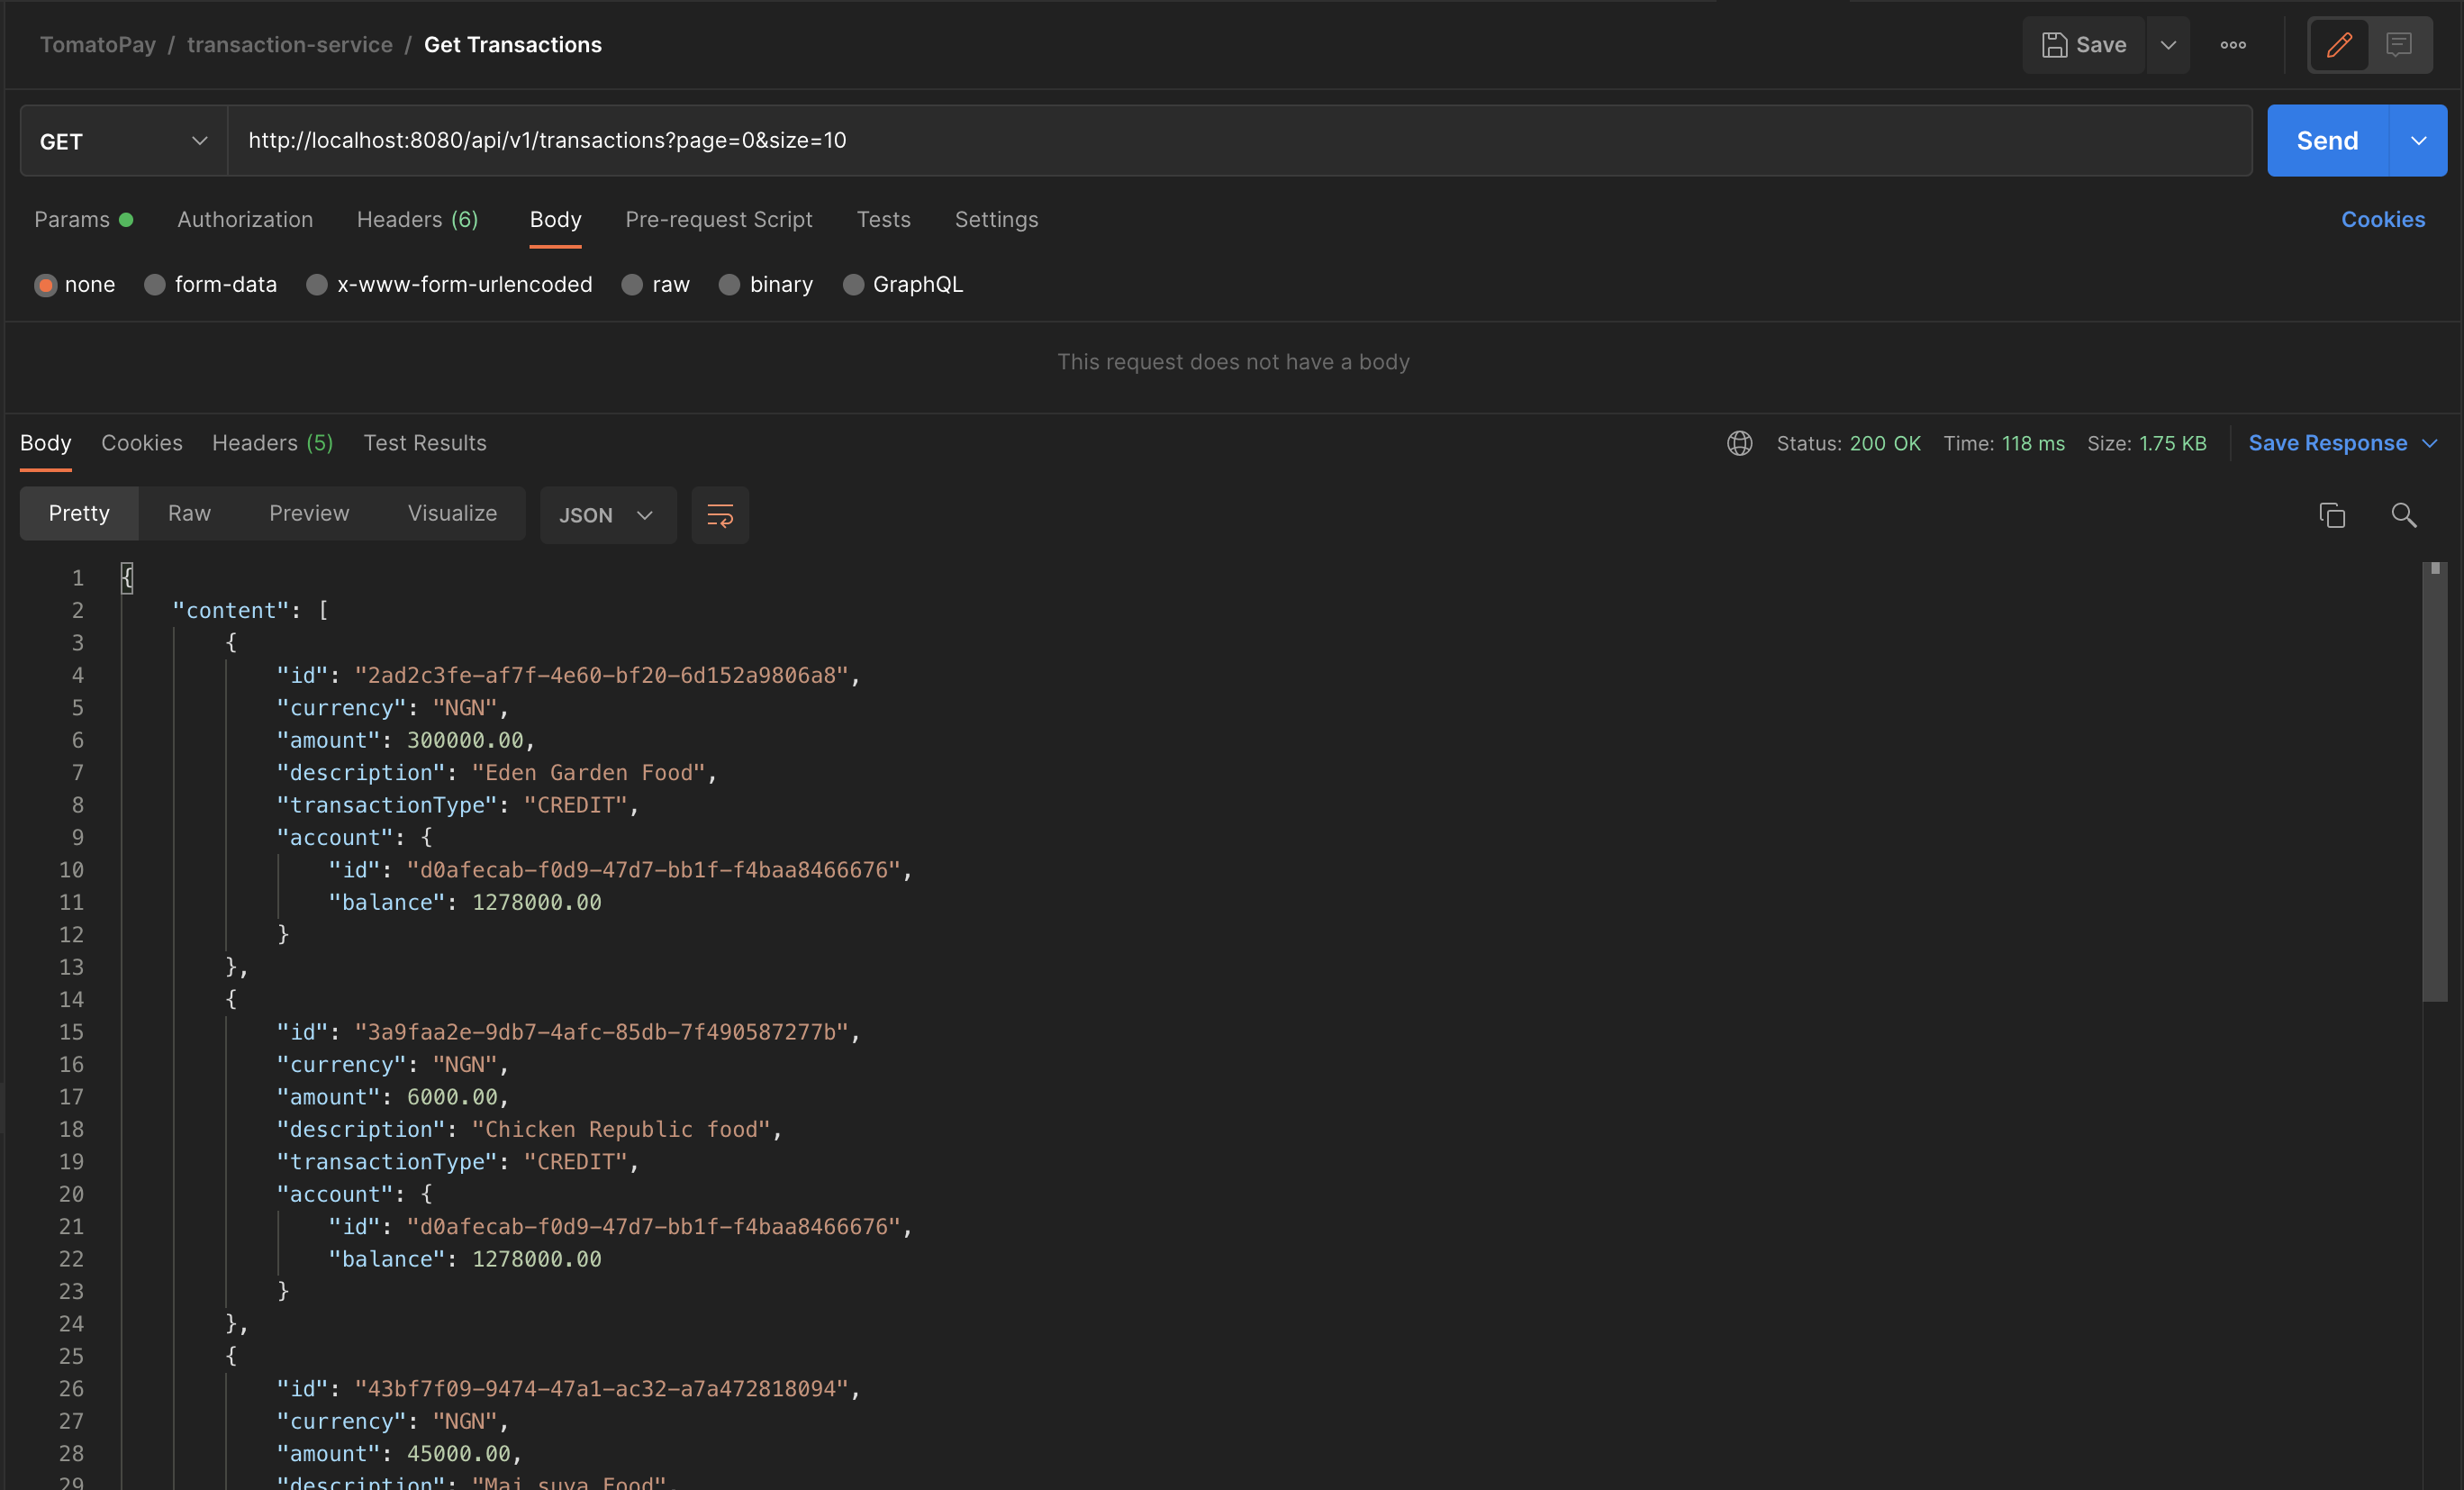 TomatoPay / transaction-service / Get Transactions
Save
GET
http://localhost:8080/api/v1/transactions?page=0&size=10
Send
Params Authorization Headers (6) Body Pre-request Script Tests Settings Cookies
none form-data x-www-form-urlencoded raw binary GraphQL
This request does not have a body
Body Cookies Headers (5) Test Results Status: 200 OK Time: 118 ms Size: 1.75 KB Save Response
Pretty Raw Preview Visualize JSON
1 {
2 "content": [
3 {
4 "id": "2ad2c3fe-af7f-4e60-bf20-6d152a9806a8",
5 "currency": "NGN",
6 "amount": 300000.00,
7 "description": "Eden Garden Food",
8 "transactionType": "CREDIT",
9 "account": {
10 "id": "d0afecab-f0d9-47d7-bb1f-f4baa8466676",
11 "balance": 1278000.00
12 }
13 },
14 {
15 "id": "3a9faa2e-9db7-4afc-85db-7f490587277b",
16 "currency": "NGN",
17 "amount": 6000.00,
18 "description": "Chicken Republic food",
19 "transactionType": "CREDIT",
20 "account": {
21 "id": "d0afecab-f0d9-47d7-bb1f-f4baa8466676",
22 "balance": 1278000.00
23 }
24 },
25 {
26 "id": "43bf7f09-9474-47a1-ac32-a7a472818094",
27 "currency": "NGN",
28 "amount": 45000.00,
29 "description": "Mai suya Food",